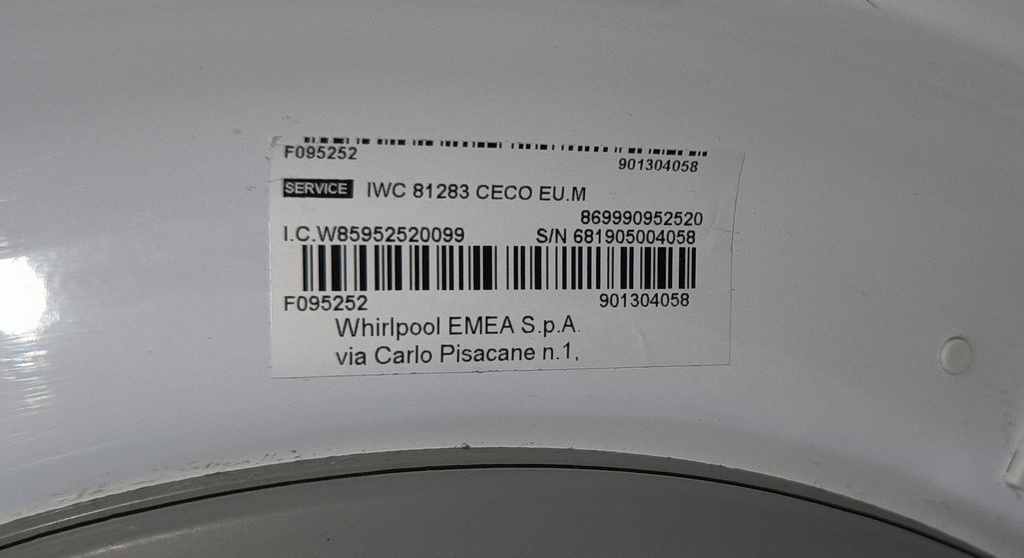 F095252 901304058
SERVICE IWC 81283 CECO EU.M
869990952520
I.C.W85952520099 S/N 681905004058
F095252 901304058
Whirlpool EMEA S.p.A.
via Carlo Pisacane n.1,